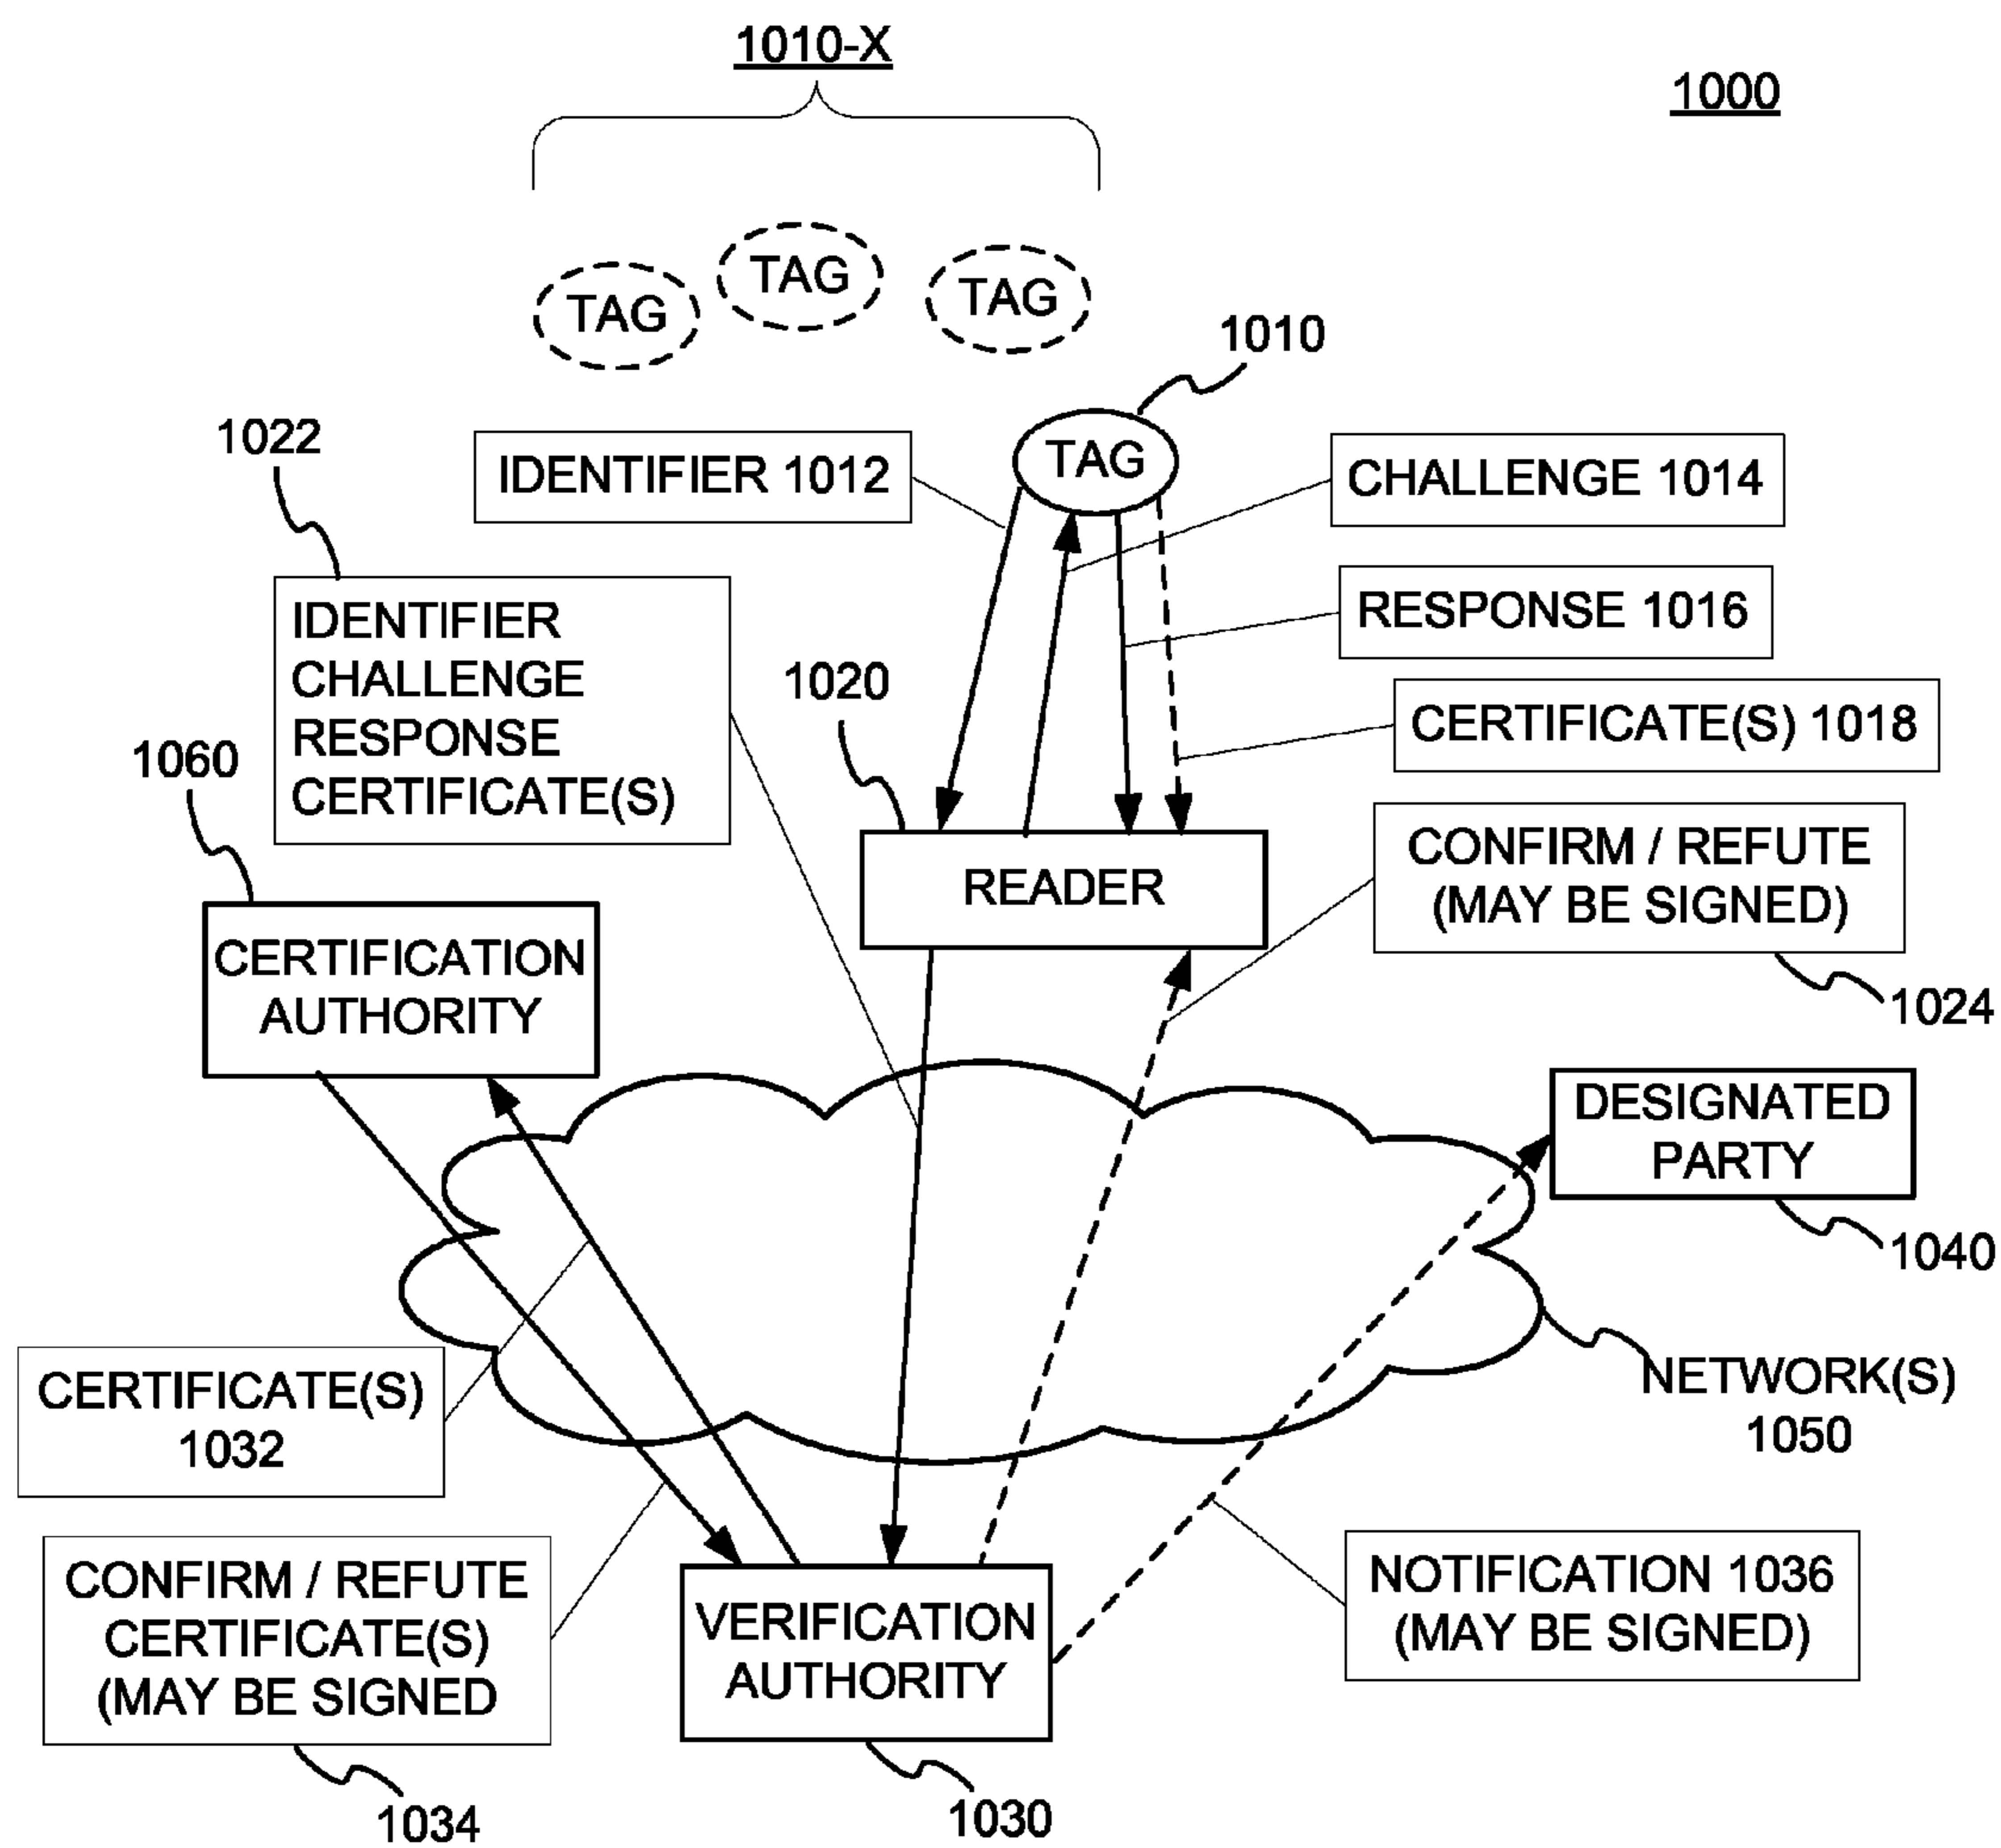 1010-X
1000
TAG
TAG
TAG
1010
TAG
1022
IDENTIFIER 1012
CHALLENGE 1014
RESPONSE 1016
CERTIFICATE(S) 1018
IDENTIFIER
CHALLENGE
RESPONSE
CERTIFICATE(S)
1020
1060
READER
CONFIRM / REFUTE
(MAY BE SIGNED)
1024
CERTIFICATION
AUTHORITY
DESIGNATED
PARTY
1040
NETWORK(S)
1050
CERTIFICATE(S)
1032
CONFIRM / REFUTE
CERTIFICATE(S)
(MAY BE SIGNED
1034
VERIFICATION
AUTHORITY
1030
NOTIFICATION 1036
(MAY BE SIGNED)